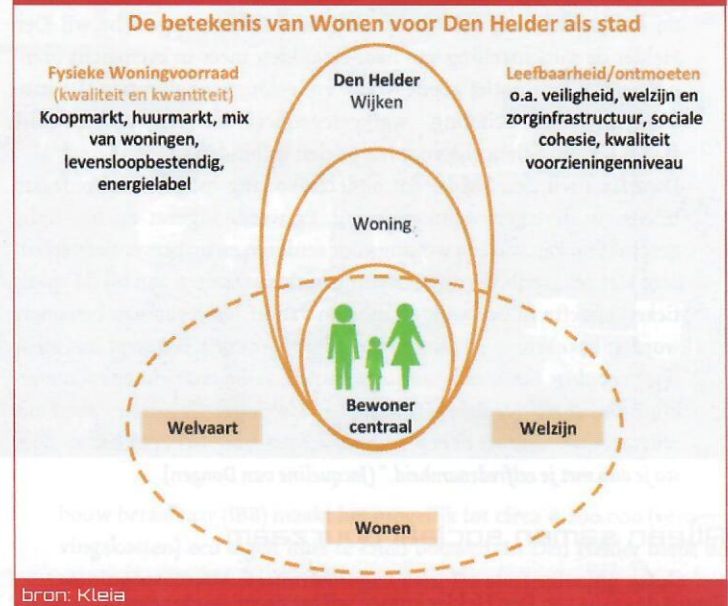 De betekenis van Wonen voor Den Helder als stad
Fysieke Woningvoorraad
(kwaliteit en kwantiteit)
Koopmarkt, huurmarkt, mix
van woningen,
levensloopbestendig,
energielabel
Den Helder
Wijken
Leefbaarheid/ontmoeten
o.a. veiligheid, welzijn en
zorginfrastructuur, sociale
cohesie, kwaliteit
voorzieningenniveau
Woning
Bewoner
centraal
Welvaart
Welzijn
Wonen
bron: Kleia